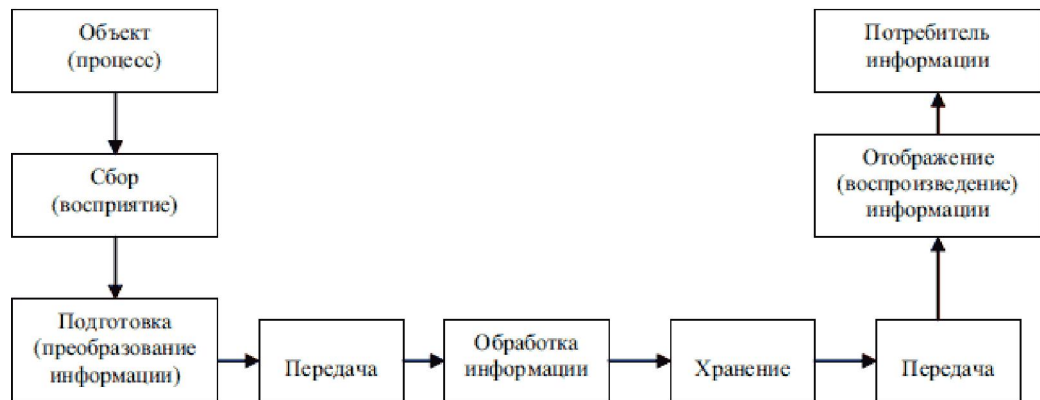 Объект
(процесс)
Сбор
(восприятие)
Подготовка
(преобразование
информации)
Передача
Обработка
информации
Хранение
Передача
Отображение
(воспроизведение)
информации
Потребитель
информации